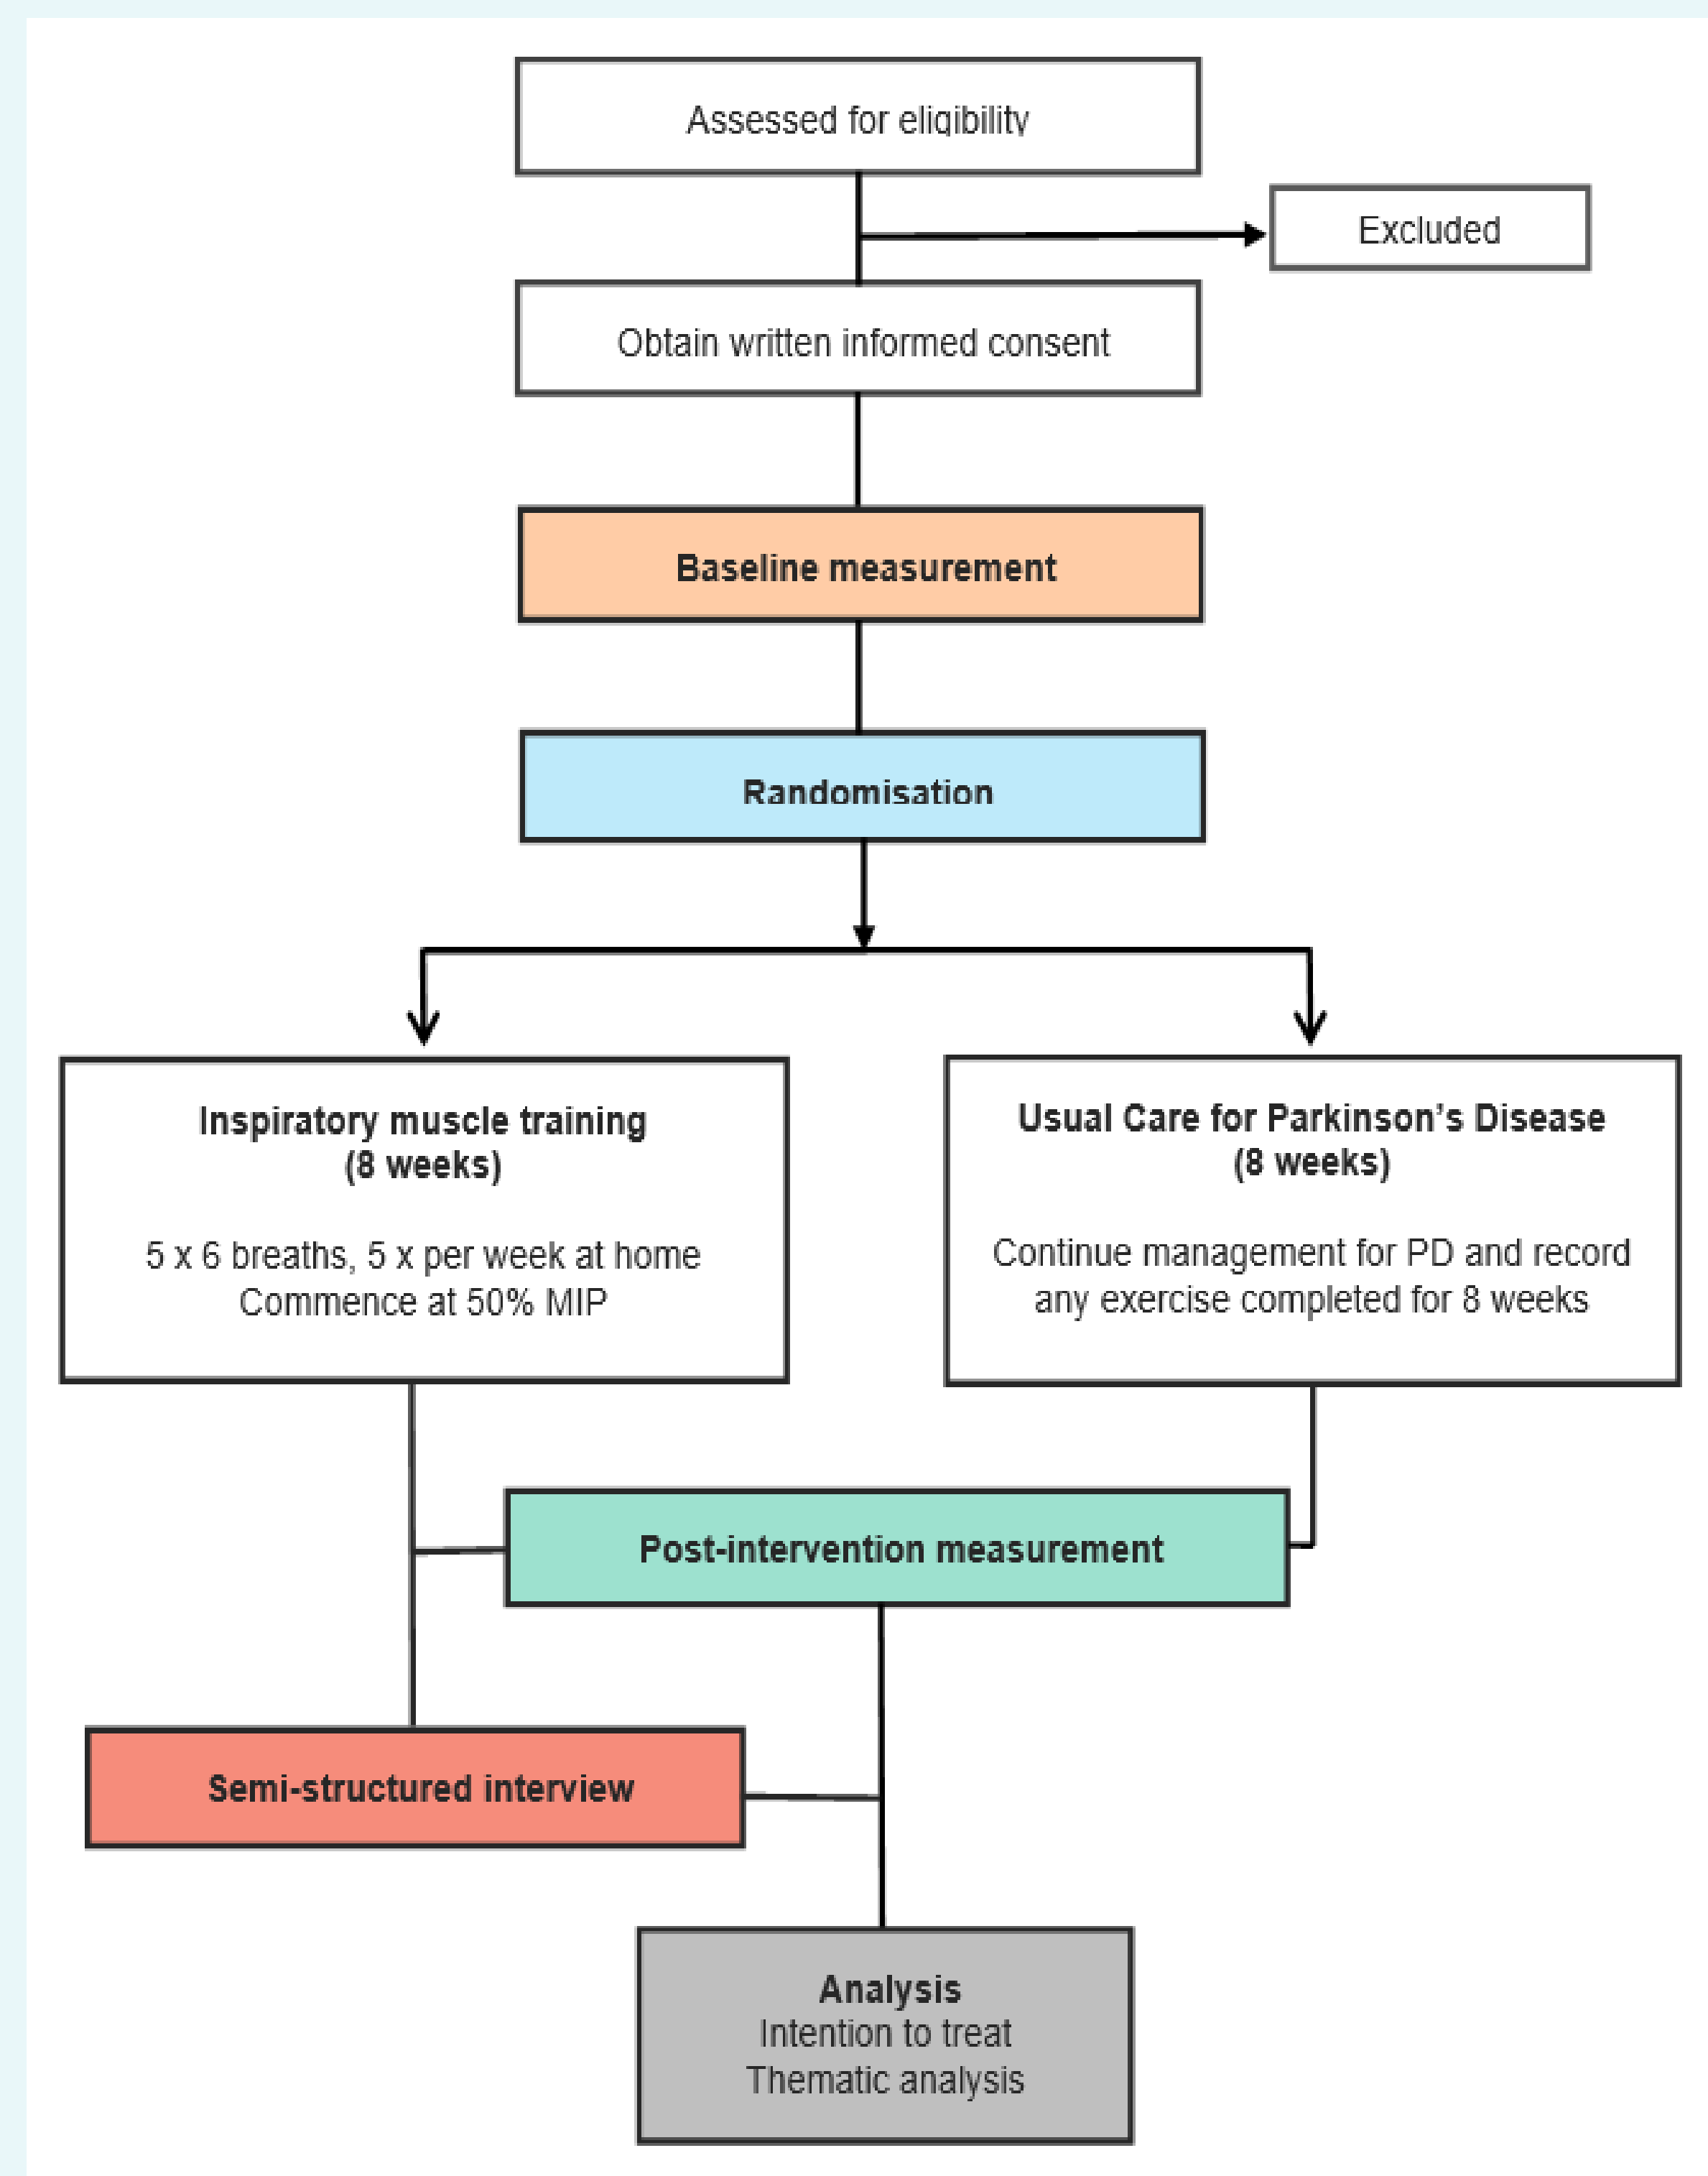 Assessed for eligibility
Excluded
Obtain written informed consent
Baseline measurement
Randomisation
Inspiratory muscle training
(8 weeks)
5 x 6 breaths, 5 x per week at home
Commence at 50% MIP
Usual Care for Parkinson's Disease
(8 weeks)
Continue management for PD and record
any exercise completed for 8 weeks
Post-intervention measurement
Semi-structured interview
Analysis
Intention to treat
Thematic analysis